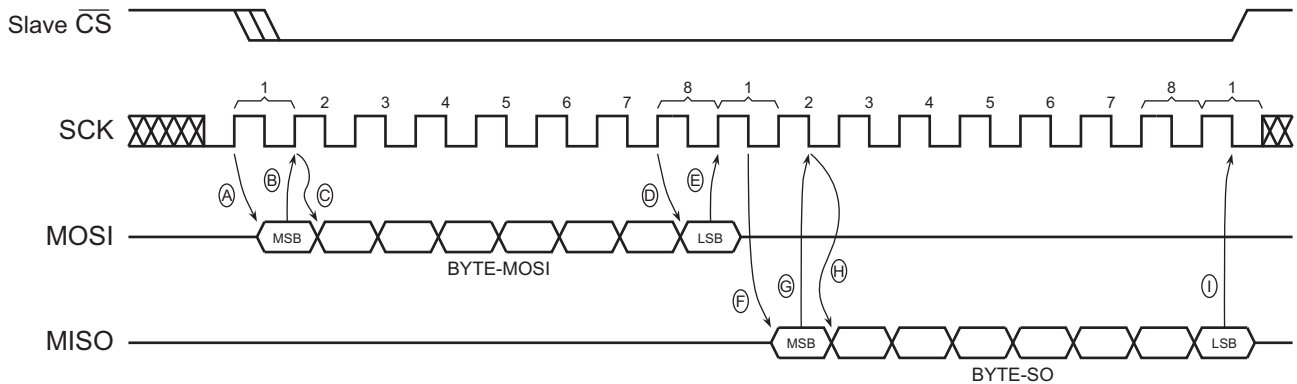 Slave C̅S̅
1 2 3 4 5 6 7 8 1 2 3 4 5 6 7 8 1
SCK
A B C D E
MOSI MSB LSB
BYTE-MOSI
F G H I
MISO MSB LSB
BYTE-SO